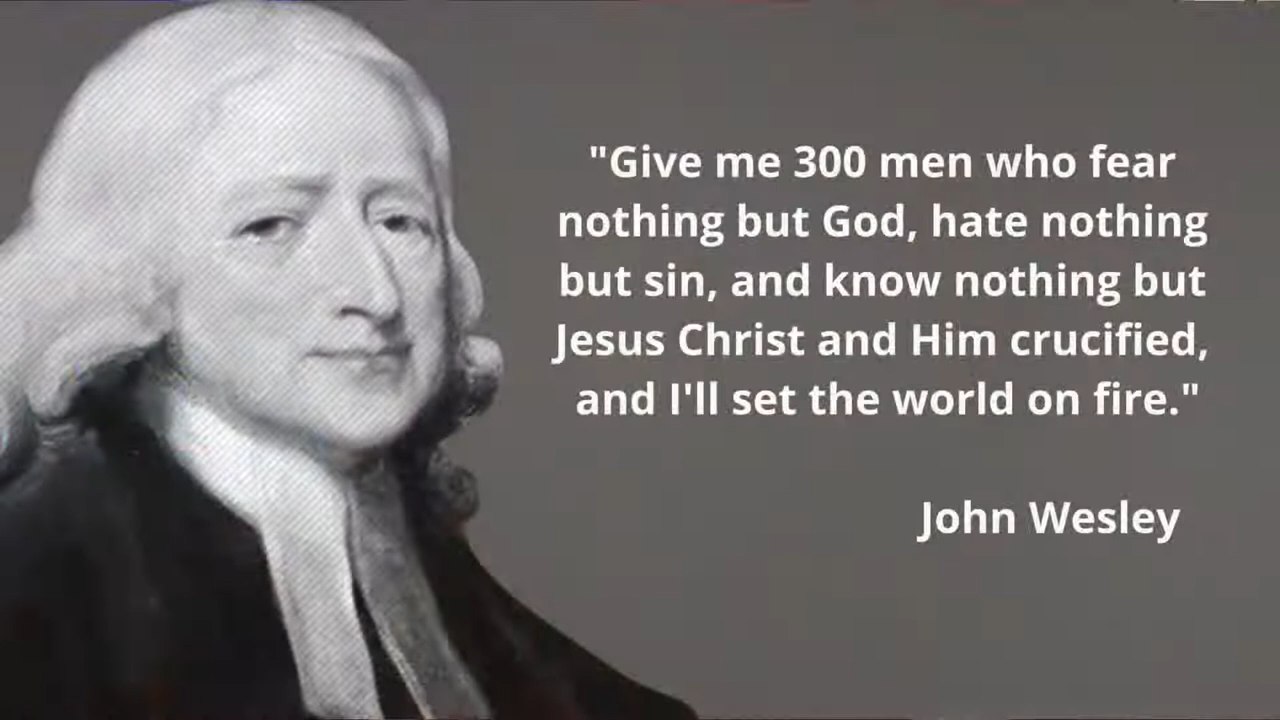 "Give me 300 men who fear
nothing but God, hate nothing
but sin, and know nothing but
Jesus Christ and Him crucified,
and I'll set the world on fire."
John Wesley